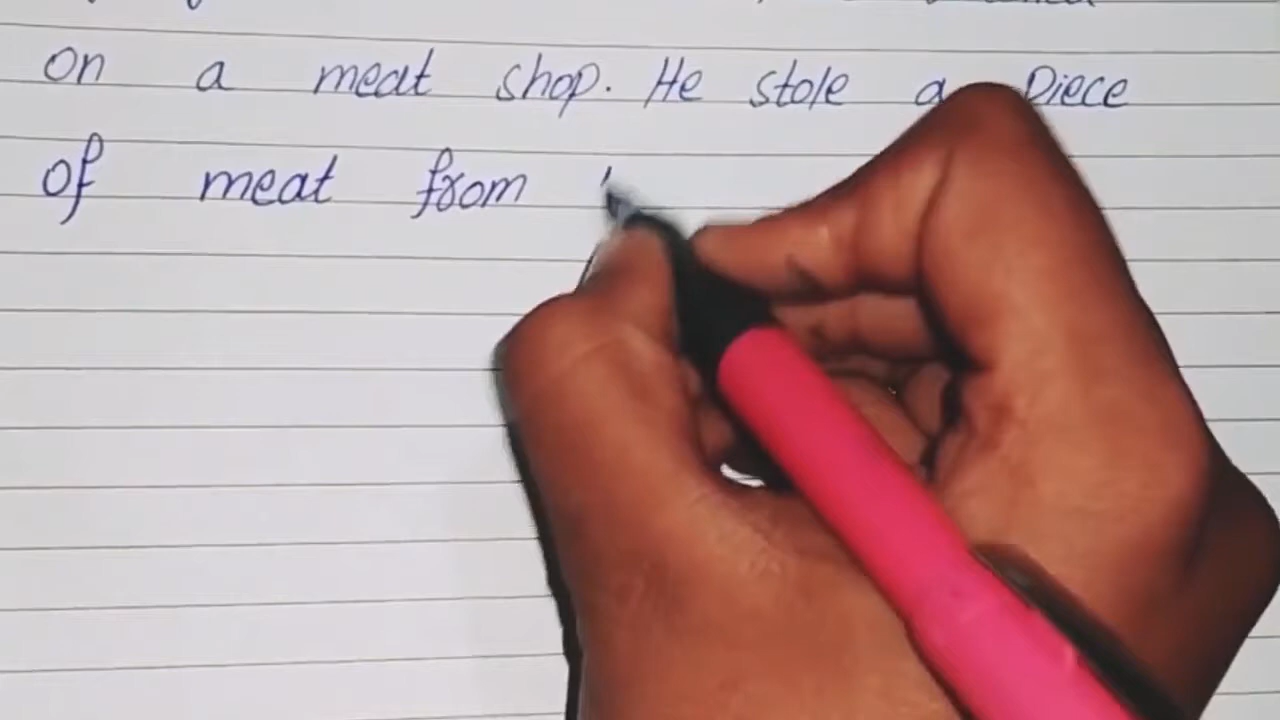 on a meat shop. He stole a piece
of meat from